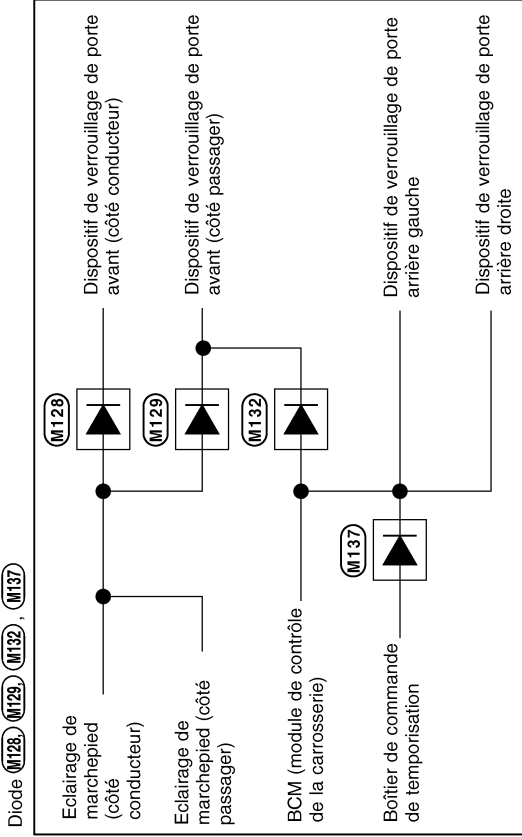 Diode M128, M129, M132, M137
Eclairage de
marchepied
(côté
conducteur)
Eclairage de
marchepied (côté
passager)
BCM (module de contrôle
de la carrosserie)
Boîtier de commande
de temporisation
M128
M129
M132
M137
Dispositif de verrouillage de porte
avant (côté conducteur)
Dispositif de verrouillage de porte
avant (côté passager)
Dispositif de verrouillage de porte
arrière gauche
Dispositif de verrouillage de porte
arrière droite